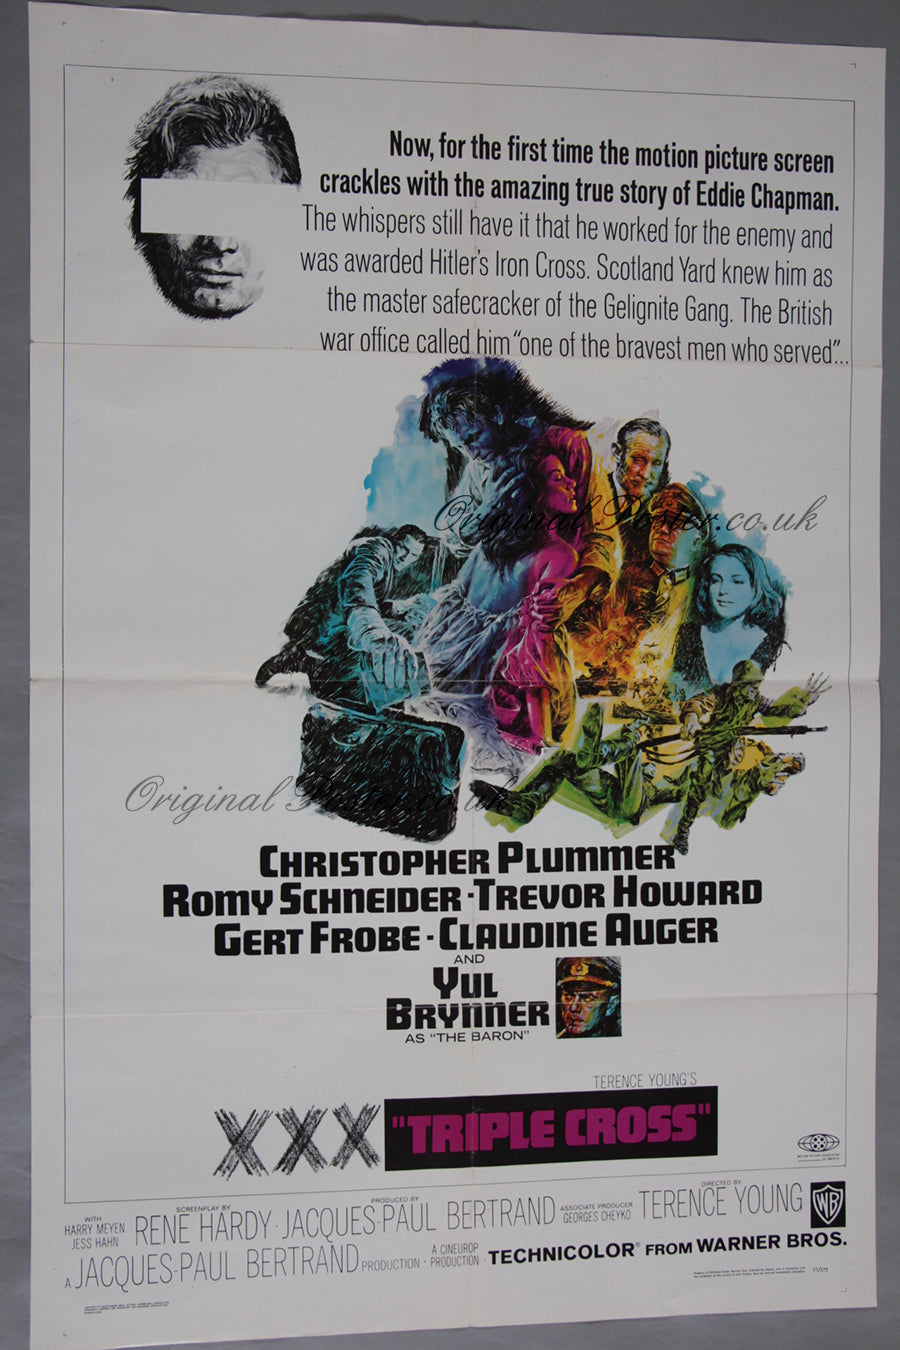 Now, for the first time the motion picture screen
crackles with the amazing true story of Eddie Chapman.
The whispers still have it that he worked for the enemy and
was awarded Hitler's Iron Cross. Scotland Yard knew him as
the master safecracker of the Gelignite Gang. The British
war office called him "one of the bravest men who served"...
Original Poster.co.uk
Original Poster.co.uk
CHRISTOPHER PLUMMER
ROMY SCHNEIDER - TREVOR HOWARD
GERT FROBE - CLAUDINE AUGER
AND
YUL
BRYNNER
AS "THE BARON"
TERENCE YOUNG'S
XXX "TRIPLE CROSS"
WITH
HARRY MEYEN
JESS HAHN
SCREENPLAY BY
RENE HARDY -
PRODUCED BY
JACQUES-PAUL BERTRAND
ASSOCIATE PRODUCER
GEORGES CHEYKO
DIRECTED BY
TERENCE YOUNG
WB
A JACQUES-PAUL BERTRAND PRODUCTION -
A CINEUROP
PRODUCTION -
TECHNICOLOR® FROM WARNER BROS.